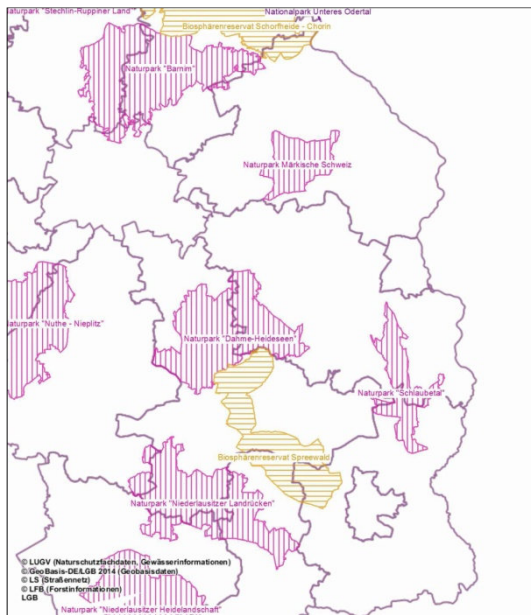 Naturpark "Stechlin-Ruppiner Land"
Nationalpark Unteres Odertal
Biosphärenreservat Schorfheide - Chorin
Naturpark "Barnim"
Naturpark Märkische Schweiz
Naturpark "Nuthe - Nieplitz"
Naturpark "Dahme-Heideseen"
Naturpark "Schlaubetal"
Biosphärenreservat Spreewald
Naturpark "Niederlausitzer Landrücken"
© LUGV (Naturschutzfachdaten, Gewässerinformationen)
© GeoBasis-DE/LGB 2014 (Geobasisdaten)
© LS (Straßennetz)
© LFB (Forstinformationen)
LGB
Naturpark "Niederlausitzer Heidelandschaft"